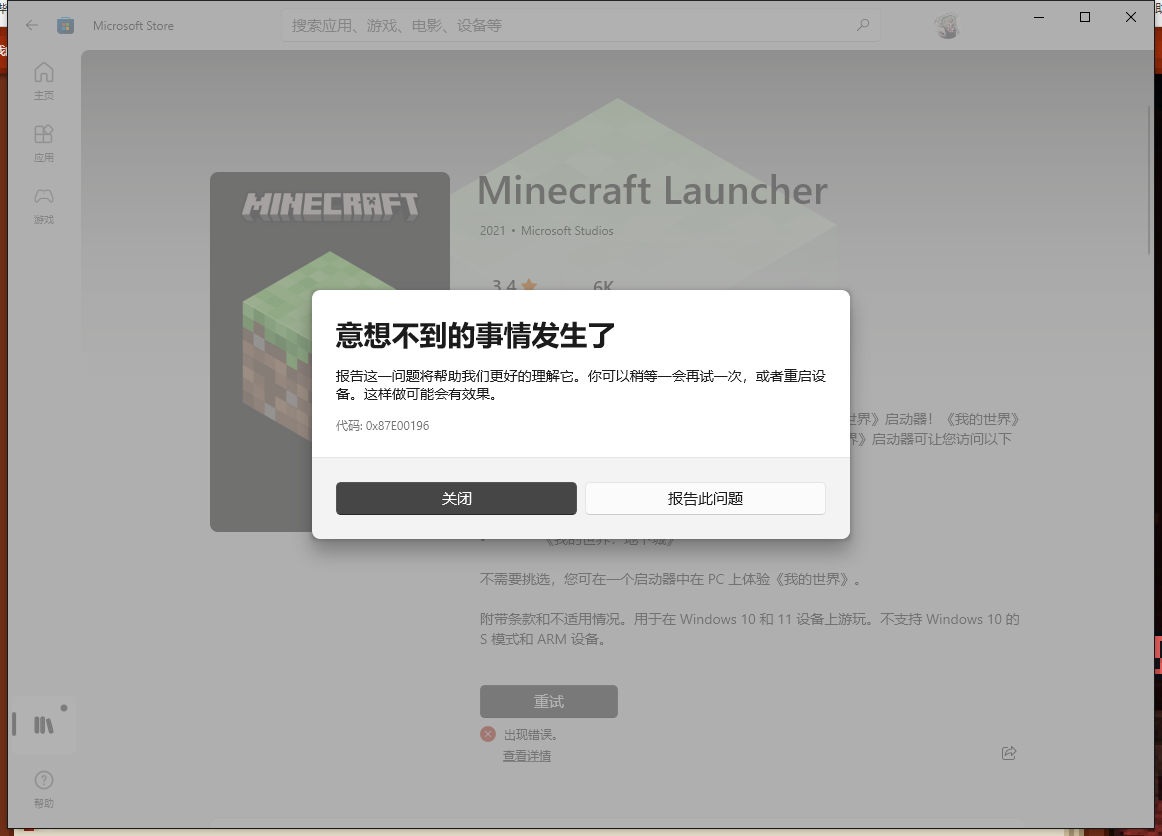 Microsoft Store
搜索应用、游戏、电影、设备等
主页
应用
游戏
MINECRAFT
Minecraft Launcher
2021 • Microsoft Studios
3.4
6K
意想不到的事情发生了
报告这一问题将帮助我们更好的理解它。你可以稍等一会再试一次，或者重启设
备。这样做可能会有效果。
代码: 0x87E00196
关闭
报告此问题
世界》启动器！《我的世界》
界》启动器可让您访问以下
《我的世界：地下城》
不需要挑选，您可在一个启动器中在 PC 上体验《我的世界》。
附带条款和不适用情况。用于在 Windows 10 和 11 设备上游玩。不支持 Windows 10 的
S 模式和 ARM 设备。
重试
出现错误。
查看详情
帮助